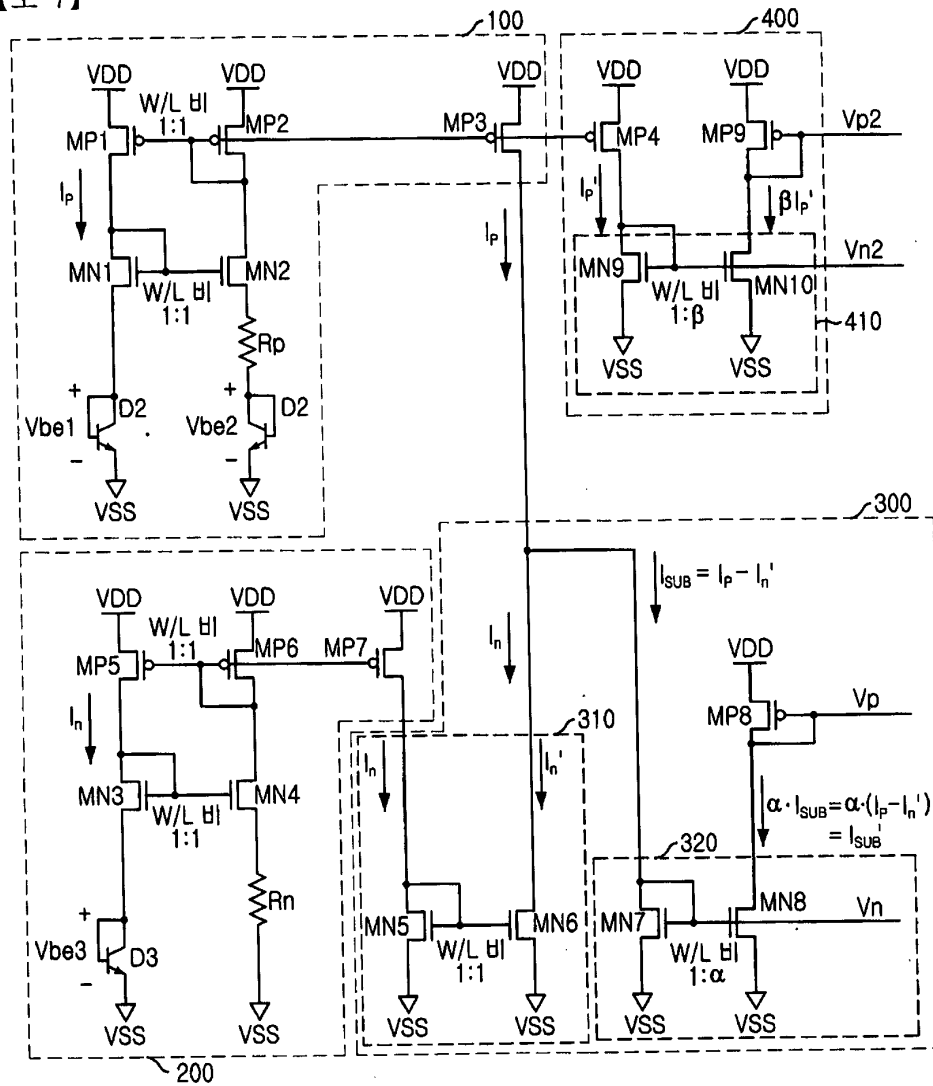 100
400
VDD
VDD
VDD
VDD
VDD
W/L 비
1:1
MP1
MP2
MP3
MP4
MP9
Vp2
Ip
Ip
Ip'
βIp'
Vn2
MN1
MN2
W/L 비
1:1
MN9
MN10
W/L 비
1:β
410
Rp
VSS
VSS
+
D2
Vbe1
-
+
D2
Vbe2
-
VSS
VSS
300
ISUB = Ip - In'
VDD
VDD
VDD
W/L 비
1:1
MP5
MP6
MP7
In
In
VDD
MP8
Vp
310
In
In'
MN3
MN4
W/L 비
1:1
α·ISUB=α·(Ip-In')
=ISUB'
320
Rn
+
Vbe3
D3
-
MN5
MN6
W/L 비
1:1
MN7
MN8
Vn
W/L 비
1:α
VSS
VSS
VSS
VSS
VSS
VSS
200